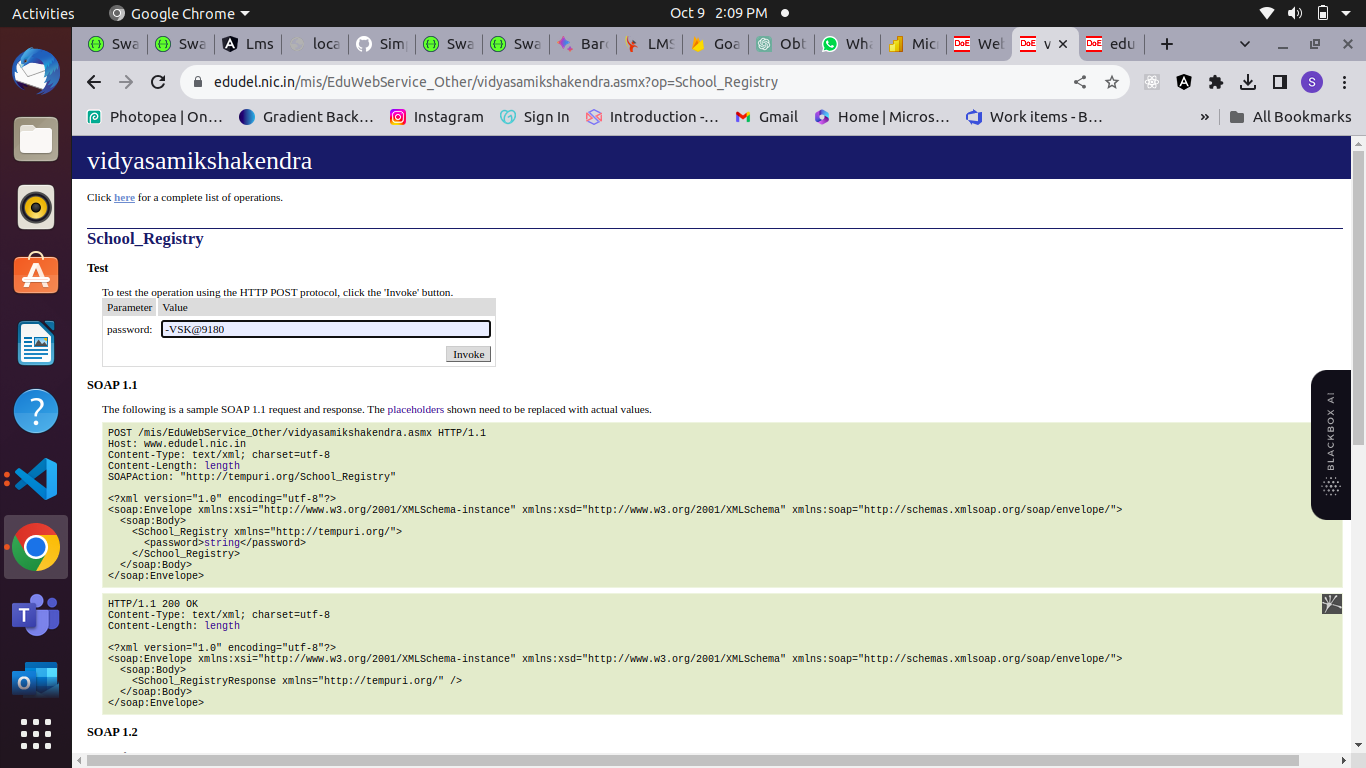 Activities
Google Chrome
Oct 9 2:09 PM
Swa
Swa
Lms
loca
Simp
Swa
Swa
Bard
LMS
Goa
Obt
Wha
Micr
Web
v
edu
edudel.nic.in/mis/EduWebService_Other/vidyasamikshakendra.asmx?op=School_Registry
S
Photopea | On…
Gradient Back…
Instagram
Sign In
Introduction -…
Gmail
Home | Micros…
Work items - B…
»
All Bookmarks
vidyasamikshakendra
Click here for a complete list of operations.
School_Registry
Test
To test the operation using the HTTP POST protocol, click the 'Invoke' button.
Parameter Value
password: -VSK@9180
Invoke
SOAP 1.1
The following is a sample SOAP 1.1 request and response. The placeholders shown need to be replaced with actual values.
POST /mis/EduWebService_Other/vidyasamikshakendra.asmx HTTP/1.1
Host: www.edudel.nic.in
Content-Type: text/xml; charset=utf-8
Content-Length: length
SOAPAction: "http://tempuri.org/School_Registry"
<?xml version="1.0" encoding="utf-8"?>
<soap:Envelope xmlns:xsi="http://www.w3.org/2001/XMLSchema-instance" xmlns:xsd="http://www.w3.org/2001/XMLSchema" xmlns:soap="http://schemas.xmlsoap.org/soap/envelope/">
<soap:Body>
<School_Registry xmlns="http://tempuri.org/">
<password>string</password>
</School_Registry>
</soap:Body>
</soap:Envelope>
HTTP/1.1 200 OK
Content-Type: text/xml; charset=utf-8
Content-Length: length
<?xml version="1.0" encoding="utf-8"?>
<soap:Envelope xmlns:xsi="http://www.w3.org/2001/XMLSchema-instance" xmlns:xsd="http://www.w3.org/2001/XMLSchema" xmlns:soap="http://schemas.xmlsoap.org/soap/envelope/">
<soap:Body>
<School_RegistryResponse xmlns="http://tempuri.org/" />
</soap:Body>
</soap:Envelope>
SOAP 1.2
BLACKBOX AI